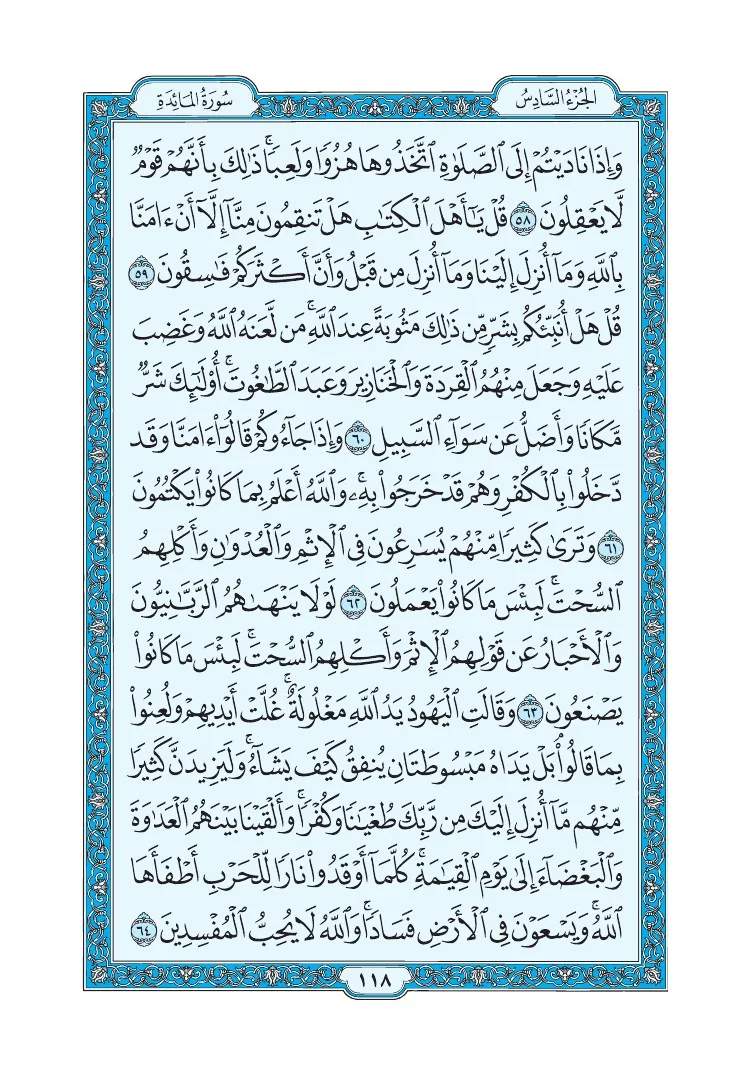 الجُزْءُ السَّادِسُ
سُورَةُ المَائِدَةِ
وَإِذَا نَادَيْتُمْ إِلَى ٱلصَّلَوٰةِ ٱتَّخَذُوهَا هُزُوًا وَلَعِبًا ۚ ذَٰلِكَ بِأَنَّهُمْ قَوْمٌ
لَّا يَعْقِلُونَ ٥٨ قُلْ يَٰٓأَهْلَ ٱلْكِتَٰبِ هَلْ تَنقِمُونَ مِنَّآ إِلَّآ أَنْ ءَامَنَّا
بِٱللَّهِ وَمَآ أُنزِلَ إِلَيْنَا وَمَآ أُنزِلَ مِن قَبْلُ وَأَنَّ أَكْثَرَكُمْ فَٰسِقُونَ ٥٩
قُلْ هَلْ أُنَبِّئُكُم بِشَرٍّ مِّن ذَٰلِكَ مَثُوبَةً عِندَ ٱللَّهِ ۚ مَن لَّعَنَهُ ٱللَّهُ وَغَضِبَ
عَلَيْهِ وَجَعَلَ مِنْهُمُ ٱلْقِرَدَةَ وَٱلْخَنَازِيرَ وَعَبَدَ ٱلطَّٰغُوتَ ۚ أُو۟لَٰٓئِكَ شَرٌّ
مَّكَانًا وَأَضَلُّ عَن سَوَآءِ ٱلسَّبِيلِ ٦٠ وَإِذَا جَآءُوكُمْ قَالُوٓا۟ ءَامَنَّا وَقَد
دَّخَلُوا۟ بِٱلْكُفْرِ وَهُمْ قَدْ خَرَجُوا۟ بِهِۦ ۚ وَٱللَّهُ أَعْلَمُ بِمَا كَانُوا۟ يَكْتُمُونَ
٦١ وَتَرَىٰ كَثِيرًا مِّنْهُمْ يُسَٰرِعُونَ فِى ٱلْإِثْمِ وَٱلْعُدْوَٰنِ وَأَكْلِهِمُ
ٱلسُّحْتَ ۚ لَبِئْسَ مَا كَانُوا۟ يَعْمَلُونَ ٦٢ لَوْلَا يَنْهَىٰهُمُ ٱلرَّبَّٰنِيُّونَ
وَٱلْأَحْبَارُ عَن قَوْلِهِمُ ٱلْإِثْمَ وَأَكْلِهِمُ ٱلسُّحْتَ ۚ لَبِئْسَ مَا كَانُوا۟
يَصْنَعُونَ ٦٣ وَقَالَتِ ٱلْيَهُودُ يَدُ ٱللَّهِ مَغْلُولَةٌ ۚ غُلَّتْ أَيْدِيهِمْ وَلُعِنُوا۟
بِمَا قَالُوا۟ ۘ بَلْ يَدَاهُ مَبْسُوطَتَانِ يُنفِقُ كَيْفَ يَشَآءُ ۚ وَلَيَزِيدَنَّ كَثِيرًا
مِّنْهُم مَّآ أُنزِلَ إِلَيْكَ مِن رَّبِّكَ طُغْيَٰنًا وَكُفْرًا ۚ وَأَلْقَيْنَا بَيْنَهُمُ ٱلْعَدَٰوَةَ
وَٱلْبَغْضَآءَ إِلَىٰ يَوْمِ ٱلْقِيَٰمَةِ ۚ كُلَّمَآ أَوْقَدُوا۟ نَارًا لِّلْحَرْبِ أَطْفَأَهَا
ٱللَّهُ ۚ وَيَسْعَوْنَ فِى ٱلْأَرْضِ فَسَادًا ۚ وَٱللَّهُ لَا يُحِبُّ ٱلْمُفْسِدِينَ ٦٤
١١٨